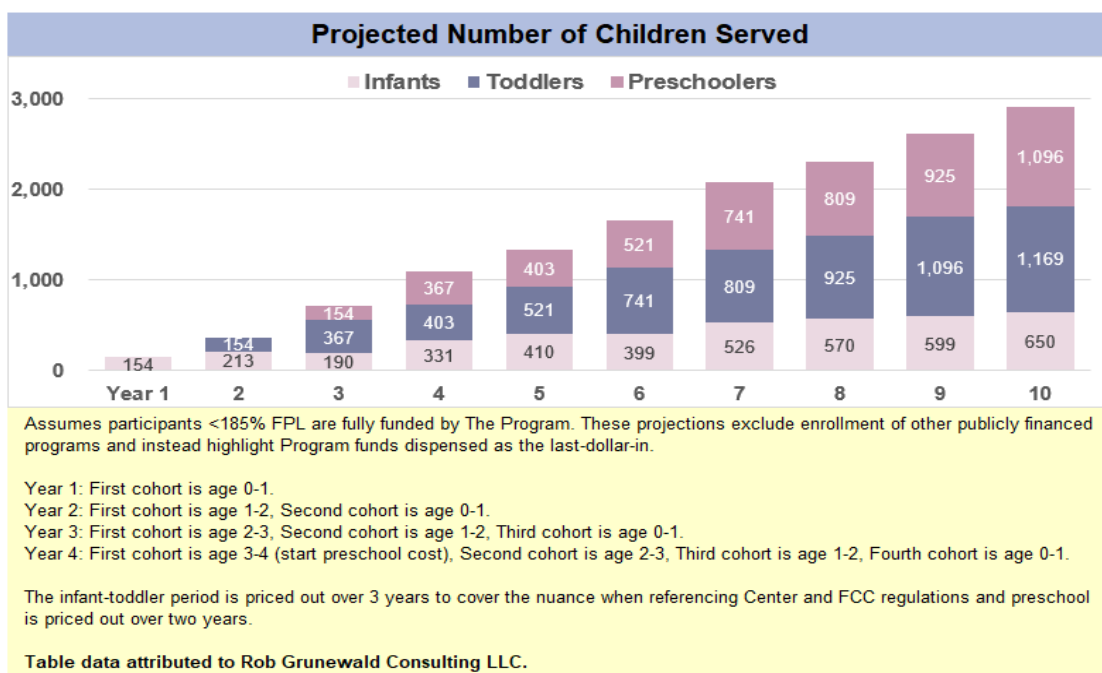 Projected Number of Children Served
Infants Toddlers Preschoolers
3,000
2,000
1,000
0
154
154
213
154
367
190
367
403
331
403
521
410
521
741
399
741
809
526
809
925
570
925
1,096
599
1,096
1,169
650
Year 1 2 3 4 5 6 7 8 9 10
Assumes participants <185% FPL are fully funded by The Program. These projections exclude enrollment of other publicly financed
programs and instead highlight Program funds dispensed as the last-dollar-in.
Year 1: First cohort is age 0-1.
Year 2: First cohort is age 1-2, Second cohort is age 0-1.
Year 3: First cohort is age 2-3, Second cohort is age 1-2, Third cohort is age 0-1.
Year 4: First cohort is age 3-4 (start preschool cost), Second cohort is age 2-3, Third cohort is age 1-2, Fourth cohort is age 0-1.
The infant-toddler period is priced out over 3 years to cover the nuance when referencing Center and FCC regulations and preschool
is priced out over two years.
Table data attributed to Rob Grunewald Consulting LLC.